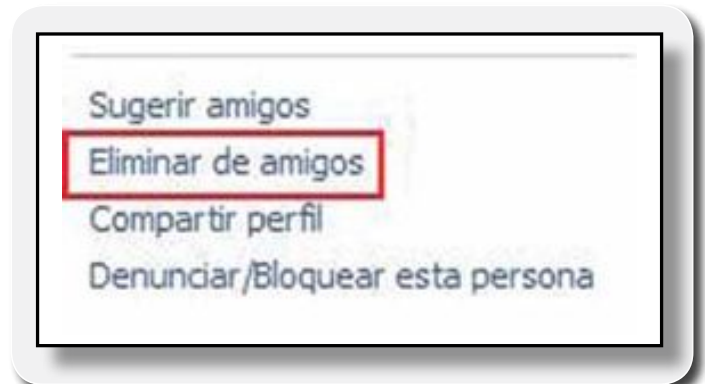 Sugerir amigos
Eliminar de amigos
Compartir perfil
Denunciar/Bloquear esta persona